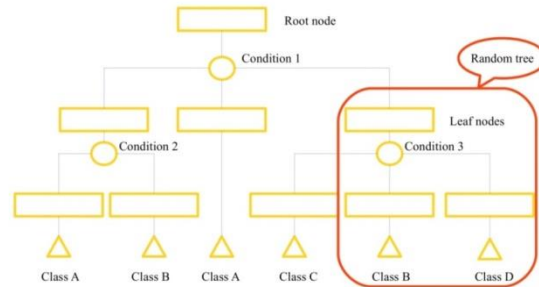 Root node
Condition 1
Random tree
Leaf nodes
Condition 2
Condition 3
Class A
Class B
Class A
Class C
Class B
Class D